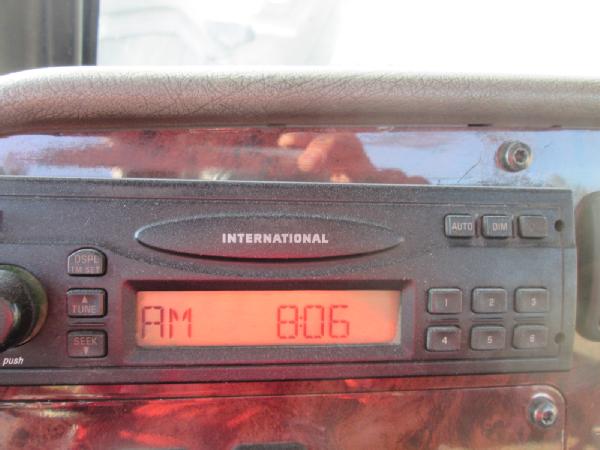 INTERNATIONAL
AUTO DIM
DSPL
TM SET
TUNE
SEEK
AM 8:06
1 2 3
4 5 6
push